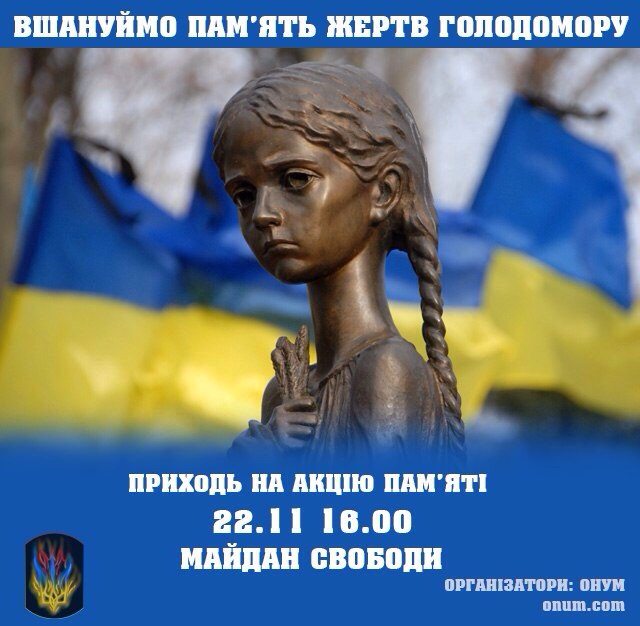 ВШАНУЙМО ПАМ'ЯТЬ ЖЕРТВ ГОЛОДОМОРУ
ПРИХОДЬ НА АКЦІЮ ПАМ'ЯТІ
22.11 16.00
МАЙДАН СВОБОДИ
ОРГАНІЗАТОРИ: ОНУМ
onum.com